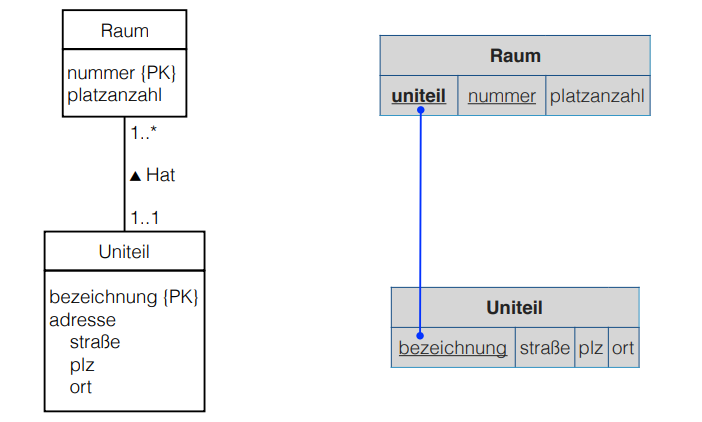 Raum
nummer {PK}
platzanzahl
1..*
▲ Hat
1..1
Uniteil
bezeichnung {PK}
adresse
straße
plz
ort
Raum
uniteil nummer platzanzahl
Uniteil
bezeichnung straße plz ort